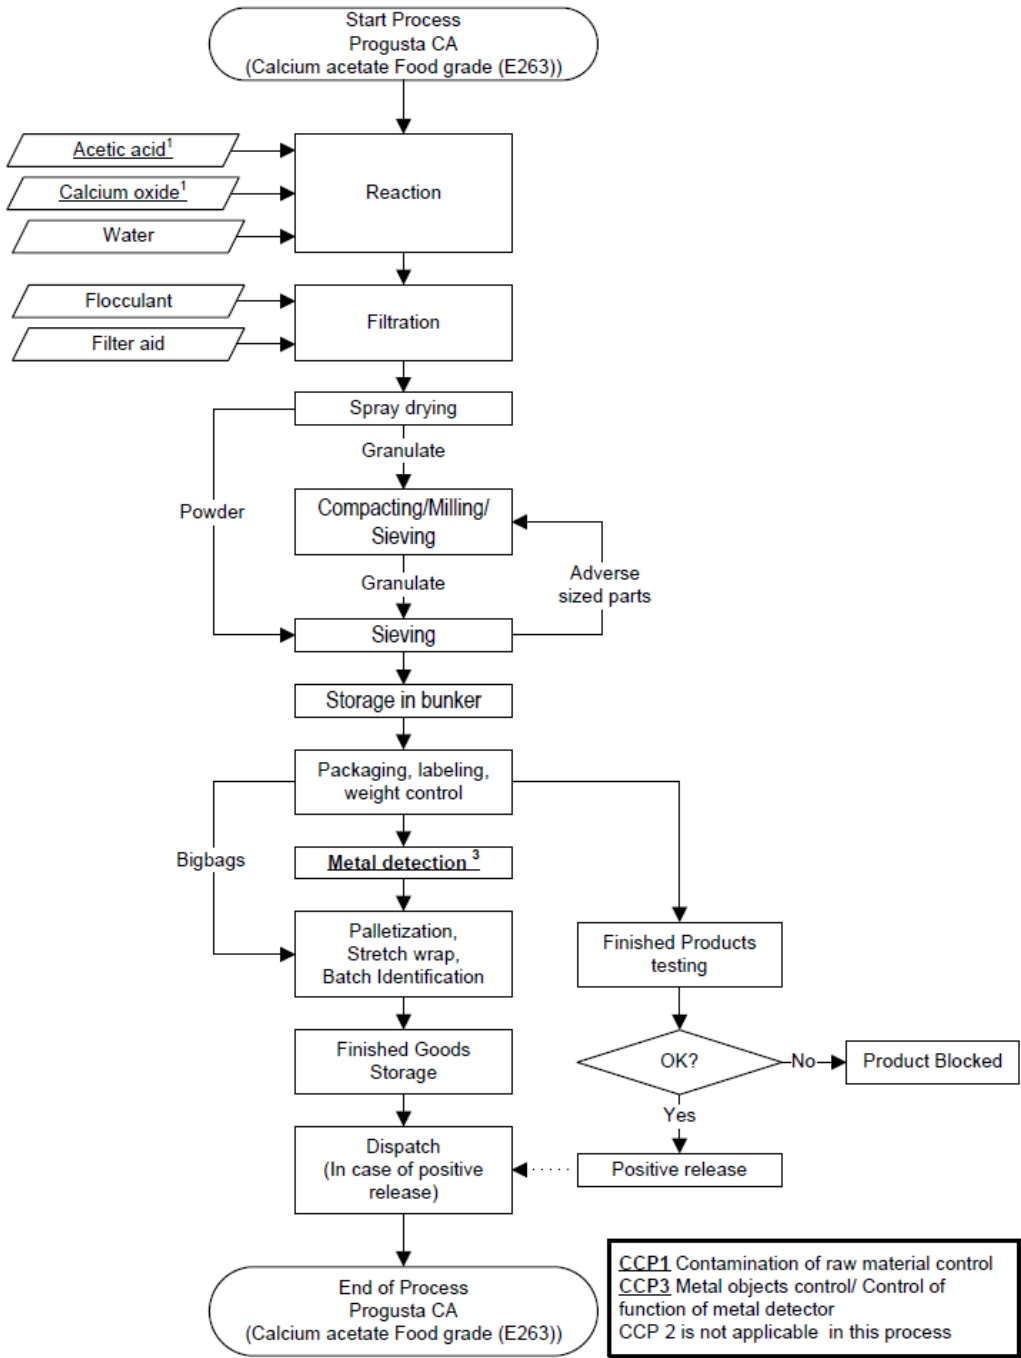 Start Process
Progusta CA
(Calcium acetate Food grade (E263))
Acetic acid¹
Calcium oxide¹
Water
Reaction
Flocculant
Filter aid
Filtration
Spray drying
Granulate
Powder
Compacting/Milling/
Sieving
Granulate
Adverse
sized parts
Sieving
Storage in bunker
Packaging, labeling,
weight control
Bigbags
Metal detection ³
Palletization,
Stretch wrap,
Batch Identification
Finished Products
testing
Finished Goods
Storage
OK?
No
Product Blocked
Yes
Dispatch
(In case of positive
release)
Positive release
End of Process
Progusta CA
(Calcium acetate Food grade (E263))
CCP1 Contamination of raw material control
CCP3 Metal objects control/ Control of
function of metal detector
CCP 2 is not applicable in this process